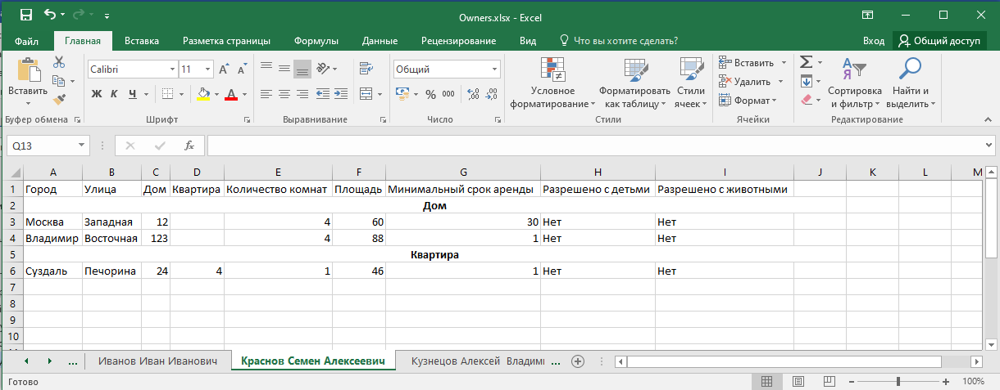 Owners.xlsx - Excel
Файл Главная Вставка Разметка страницы Формулы Данные Рецензирование Вид Что вы хотите сделать? Вход Общий доступ
Вставить
Calibri 11
Ж К Ч
Общий
% 000
,00 ,0
Условное форматирование
Форматировать как таблицу
Стили ячеек
Вставить
Удалить
Формат
Сортировка и фильтр
Найти и выделить
Буфер обмена Шрифт Выравнивание Число Стили Ячейки Редактирование
Q13 fx
A B C D E F G H I J K L M
1 Город Улица Дом Квартира Количество комнат Площадь Минимальный срок аренды Разрешено с детьми Разрешено с животными
2 Дом
3 Москва Западная 12 4 60 30 Нет Нет
4 Владимир Восточная 123 4 88 1 Нет Нет
5 Квартира
6 Суздаль Печорина 24 4 1 46 1 Нет Нет
7
8
9
10
... Иванов Иван Иванович Краснов Семен Алексеевич Кузнецов Алексей Владими ...
Готово 100%